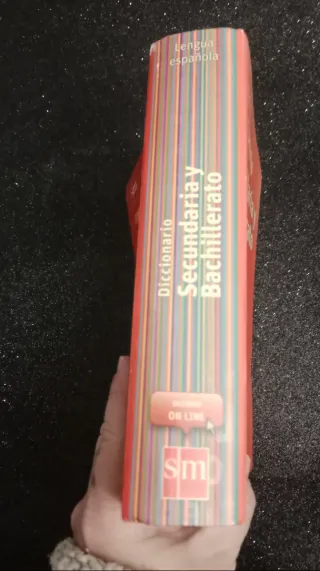 Lengua
española
Diccionario
Secundaria y
Bachillerato
ON LINE
sm